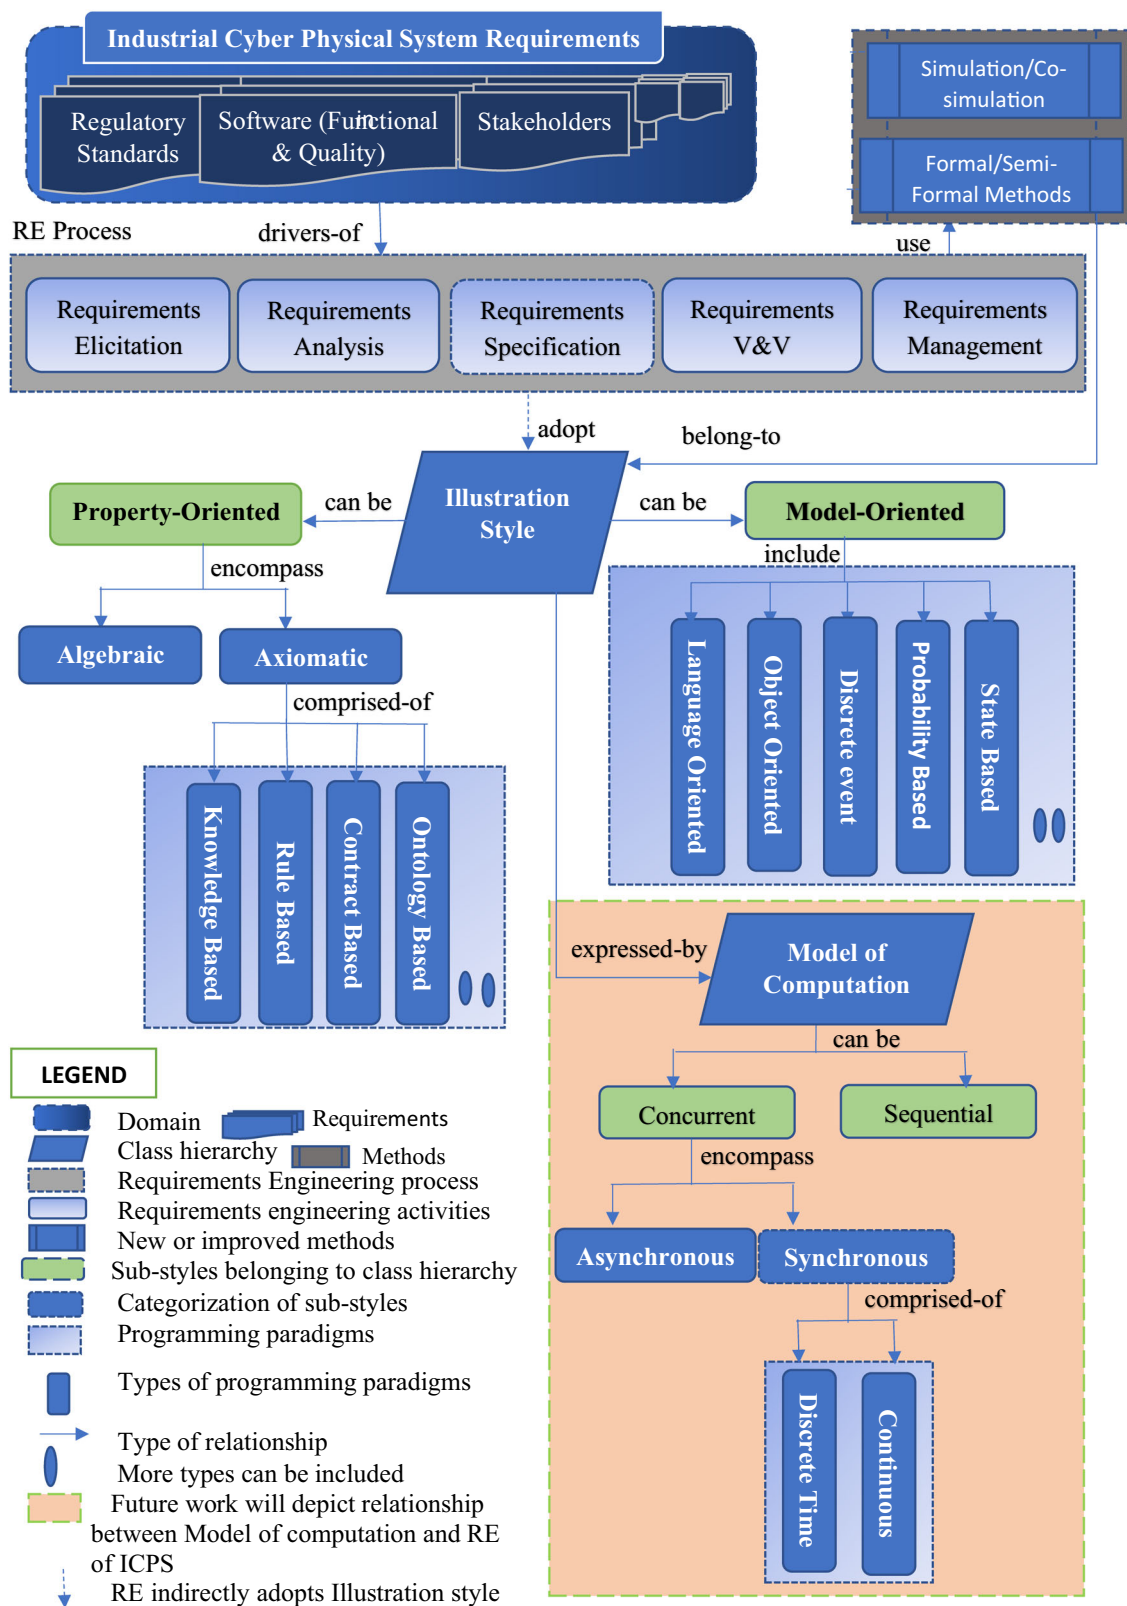 Industrial Cyber Physical System Requirements
Regulatory
Standards
Software (Functional
in
& Quality)
Stakeholders
Simulation/Co-
simulation
Formal/Semi-
Formal Methods
RE Process
drivers-of
use
Requirements
Elicitation
Requirements
Analysis
Requirements
Specification
Requirements
V&V
Requirements
Management
adopt
belong-to
Property-Oriented
can be
Illustration
Style
can be
Model-Oriented
encompass
include
Algebraic
Axiomatic
comprised-of
Language Oriented
Object Oriented
Discrete event
Probability Based
State Based
Knowledge Based
Rule Based
Contract Based
Ontology Based
expressed-by
Model of
Computation
can be
Concurrent
Sequential
encompass
Asynchronous
Synchronous
comprised-of
Discrete Time
Continuous
LEGEND
Domain
Requirements
Class hierarchy
Methods
Requirements Engineering process
Requirements engineering activities
New or improved methods
Sub-styles belonging to class hierarchy
Categorization of sub-styles
Programming paradigms
Types of programming paradigms
Type of relationship
More types can be included
Future work will depict relationship
between Model of computation and RE
of ICPS
RE indirectly adopts Illustration style